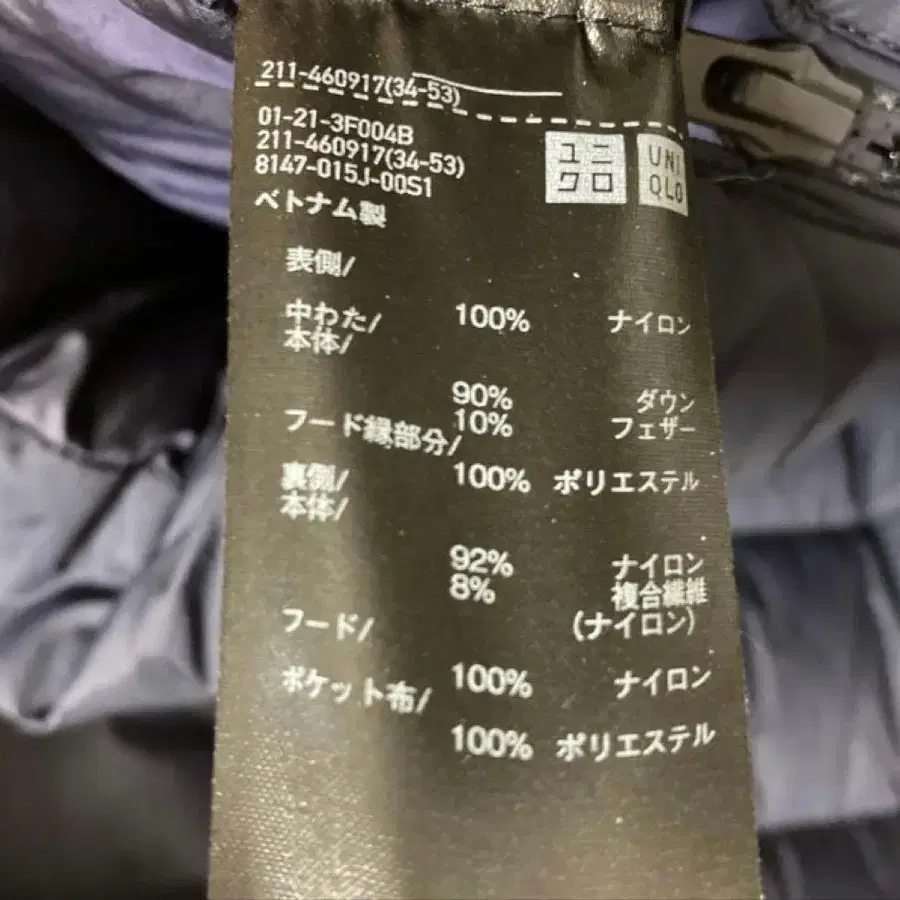 211-460917(34-53)
01-21-3F004B
211-460917(34-53)
8147-015J-00S1
ベトナム製
ユニ
クロ
UNI
QLO
表側/
100% ナイロン
中わた/
本体/
90% ダウン
10% フェザー
フード縁部分/
100% ポリエステル
裏側/
本体/
92% ナイロン
8% 複合繊維
(ナイロン)
フード/
100% ナイロン
ポケット布/
100% ポリエステル